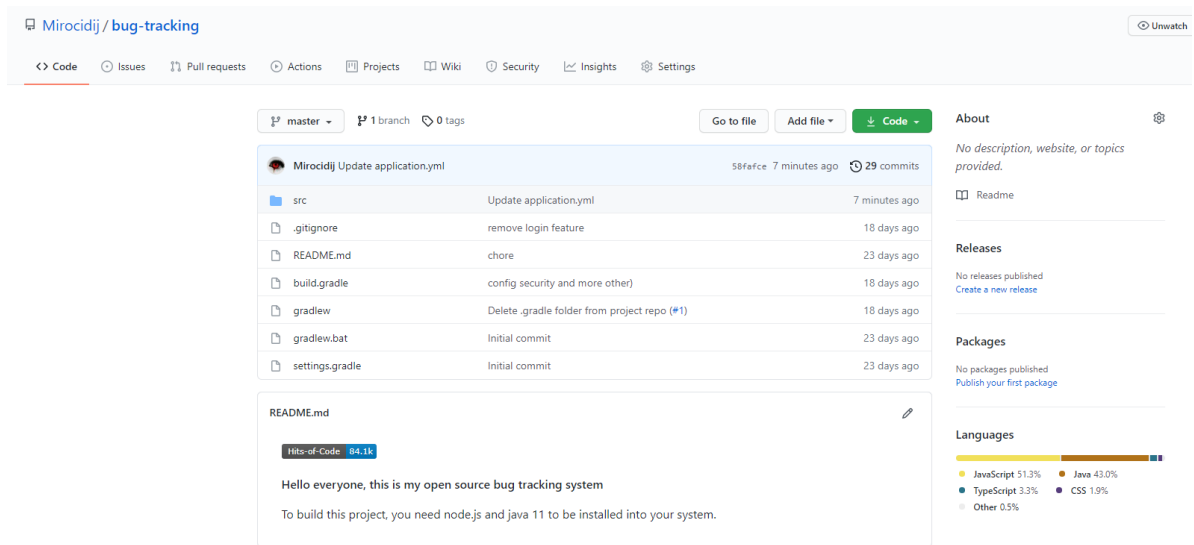 Mirocidij / bug-tracking
Unwatch
Code Issues Pull requests Actions Projects Wiki Security Insights Settings
master 1 branch 0 tags Go to file Add file Code
Mirocidij Update application.yml 58fafce 7 minutes ago 29 commits
src Update application.yml 7 minutes ago
.gitignore remove login feature 18 days ago
README.md chore 23 days ago
build.gradle config security and more other) 18 days ago
gradlew Delete .gradle folder from project repo (#1) 18 days ago
gradlew.bat Initial commit 23 days ago
settings.gradle Initial commit 23 days ago
README.md
Hits-of-Code 84.1k
Hello everyone, this is my open source bug tracking system
To build this project, you need node.js and java 11 to be installed into your system.
About
No description, website, or topics
provided.
Readme
Releases
No releases published
Create a new release
Packages
No packages published
Publish your first package
Languages
JavaScript 51.3% Java 43.0%
TypeScript 3.3% CSS 1.9%
Other 0.5%